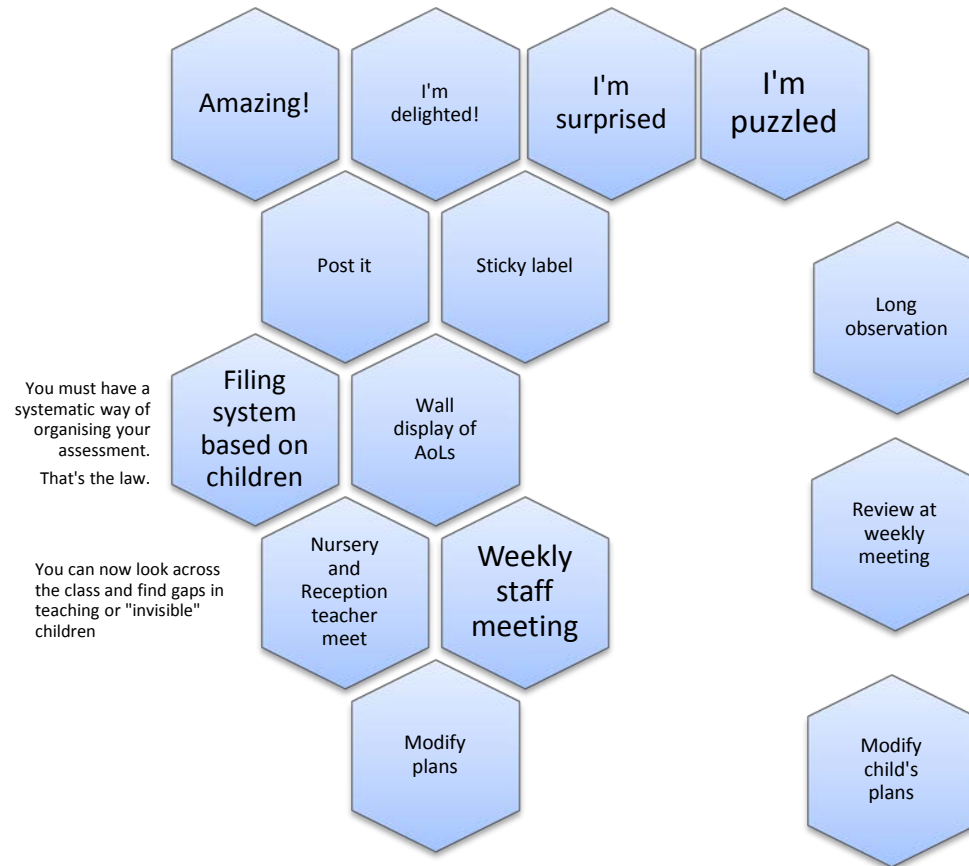 Amazing!
I'm
delighted!
I'm
surprised
I'm
puzzled
Post it
Sticky label
Long
observation
You must have a
systematic way of
organising your
assessment.
That's the law.
Filing
system
based on
children
Wall
display of
AoLs
Review at
weekly
meeting
You can now look across
the class and find gaps in
teaching or "invisible"
children
Nursery
and
Reception
teacher
meet
Weekly
staff
meeting
Modify
plans
Modify
child's
plans